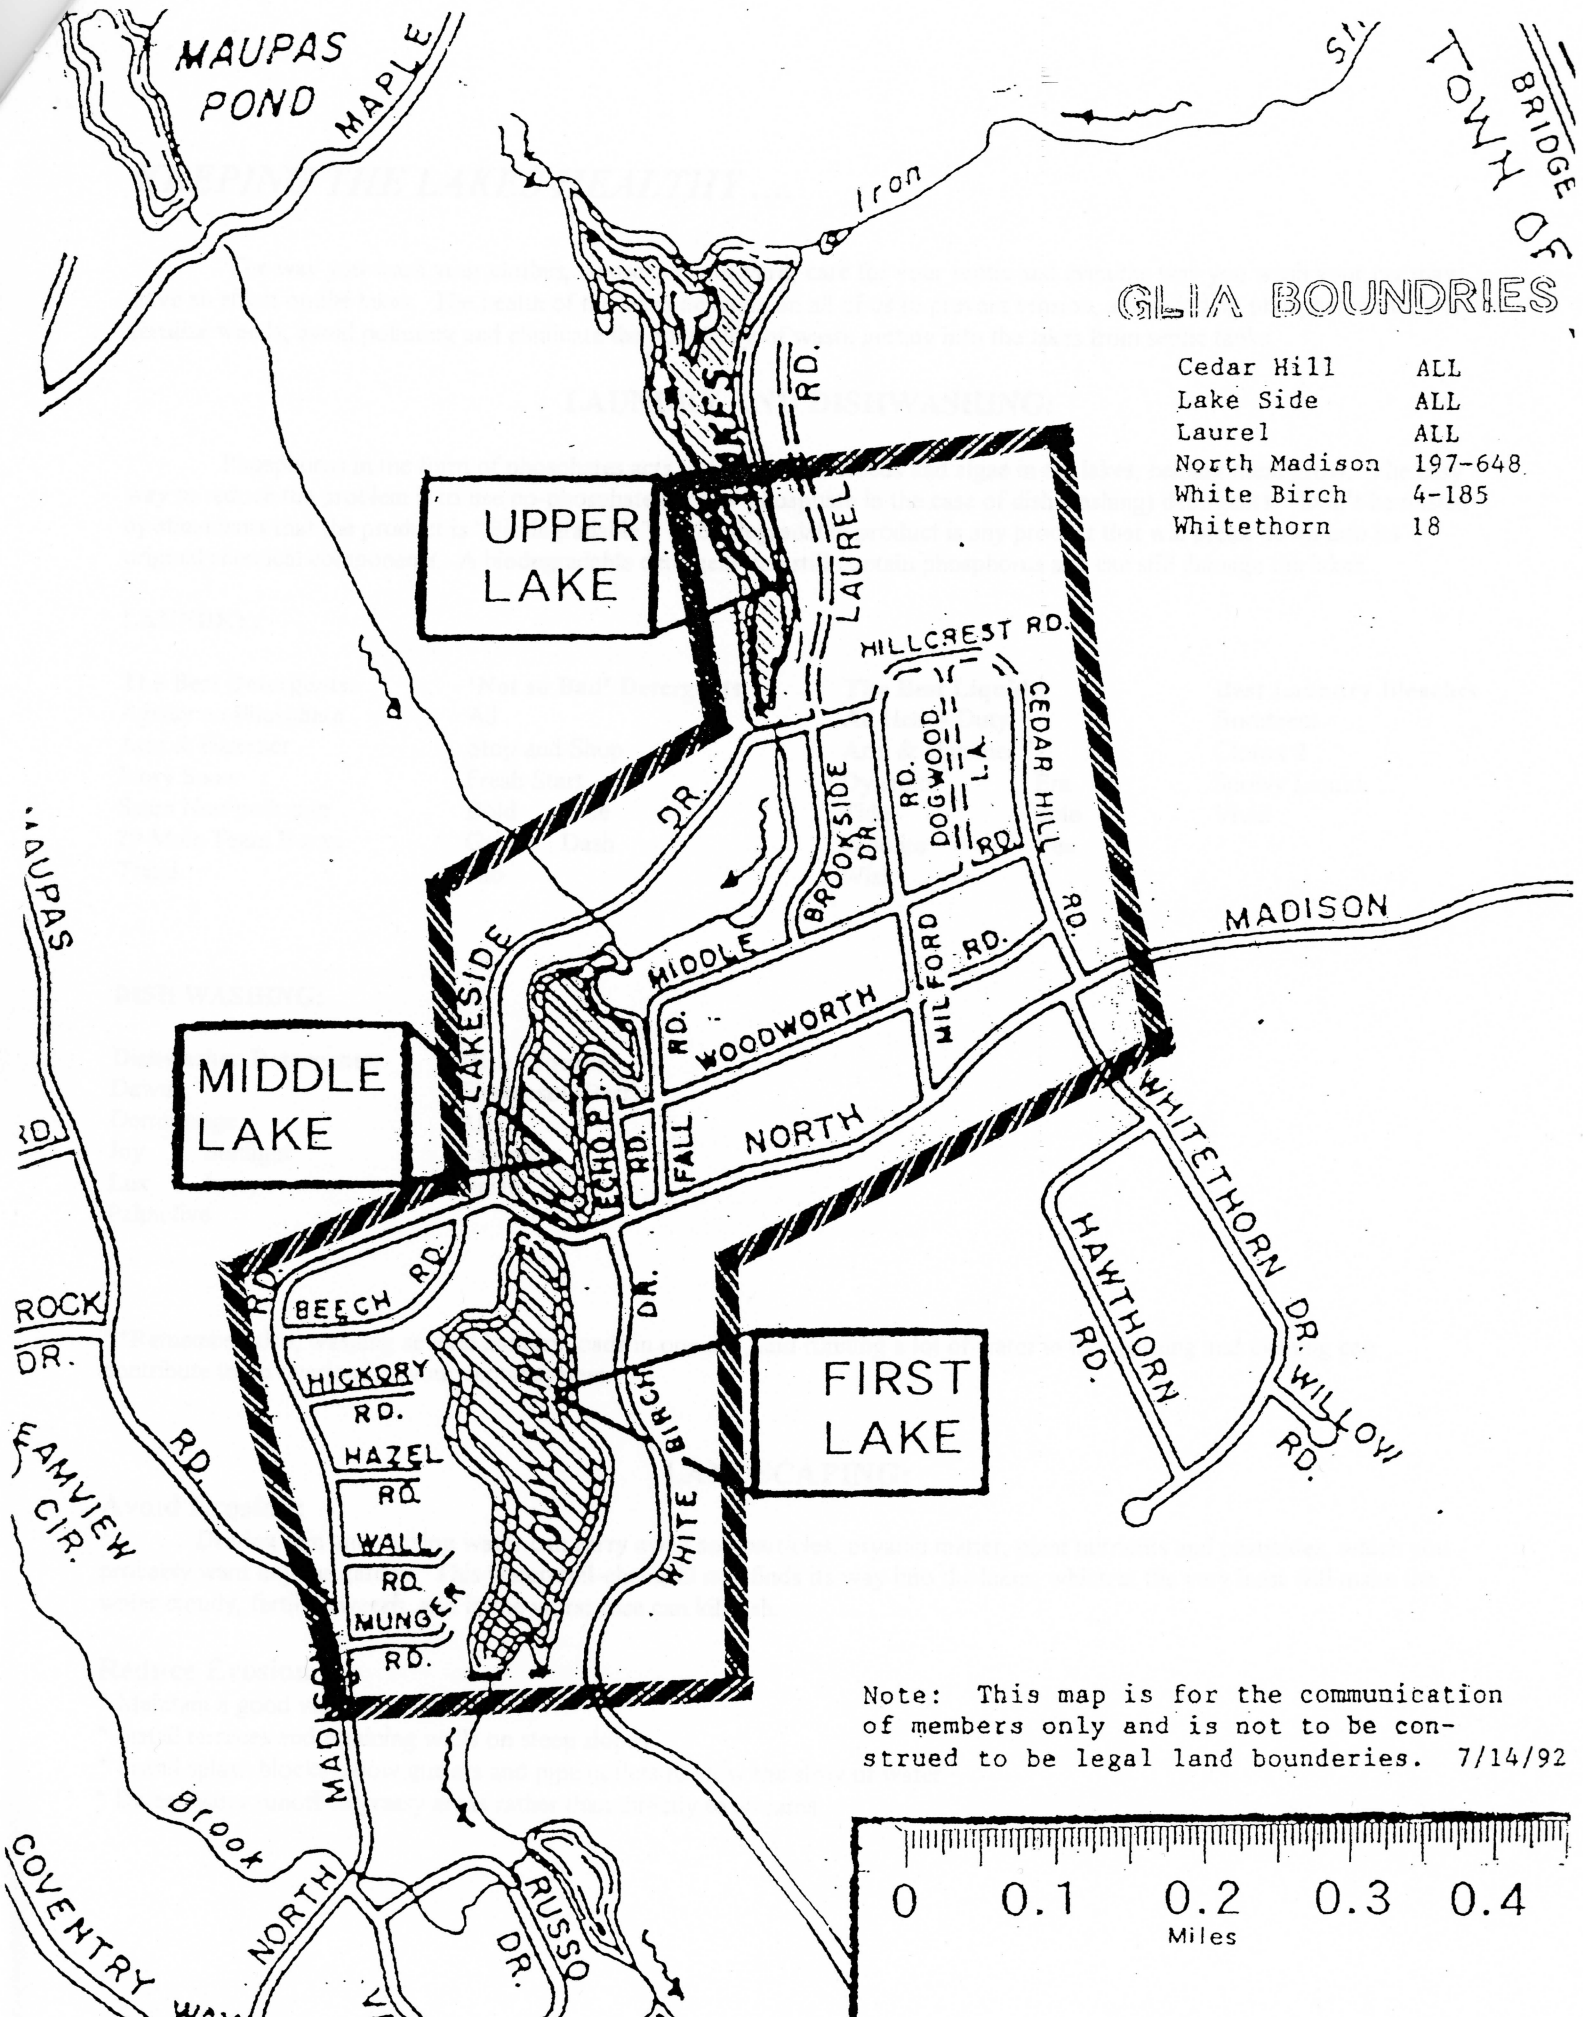 MAUPAS
POND
MAPLE
Iron
BRIDGE
TOWN OF
GLIA BOUNDRIES
Cedar Hill ALL
Lake Side ALL
Laurel ALL
North Madison 197-648
White Birch 4-185
Whitethorn 18
RD.
LAUREL
UPPER
LAKE
HILLCREST RD.
CEDAR HILL
RD.
DOGWOOD
LA.
RD.
BROOKSIDE
DR.
RD.
DR.
LAKESIDE
MIDDLE
RD.
MILFORD
RD.
WOODWORTH
MADISON
NORTH
MAUPAS
RD.
MIDDLE
LAKE
ECHO PT.
RD.
FALL
WHITETHORN DR.
HAWTHORN
RD.
WILLOW
RD.
ROCK
DR.
RD.
BEECH RD.
HICKORY
RD.
HAZEL
RD.
WALL
RD.
MUNGER
RD.
DR.
BIRCH
WHITE
FIRST
LAKE
EAMVIEW
CIR.
MADISON
Brook
NORTH
COVENTRY
WAY
RUSSO
DR.
Note: This map is for the communication
of members only and is not to be con-
strued to be legal land bounderies. 7/14/92
0 0.1 0.2 0.3 0.4
Miles